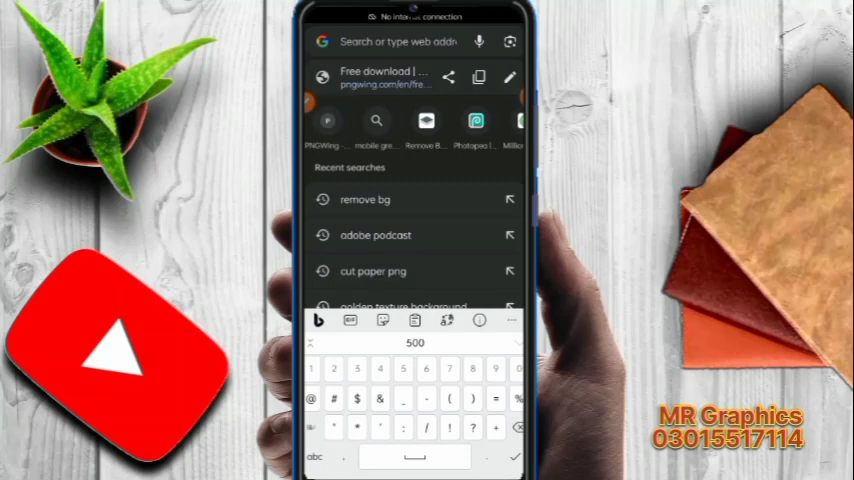 No internet connection
Search or type web addr
Free download | ...
pngwing.com/en/fre...
P
PNGWing -... mobile gre... Remove B... Photopea |... Million
Recent searches
remove bg
adobe podcast
cut paper png
golden texture background
GIF
500
1 2 3 4 5 6 7 8 9 0
@ # $ & _ - ( ) = %
" * ' : / ! ? +
abc , .
MR Graphics
03015517114